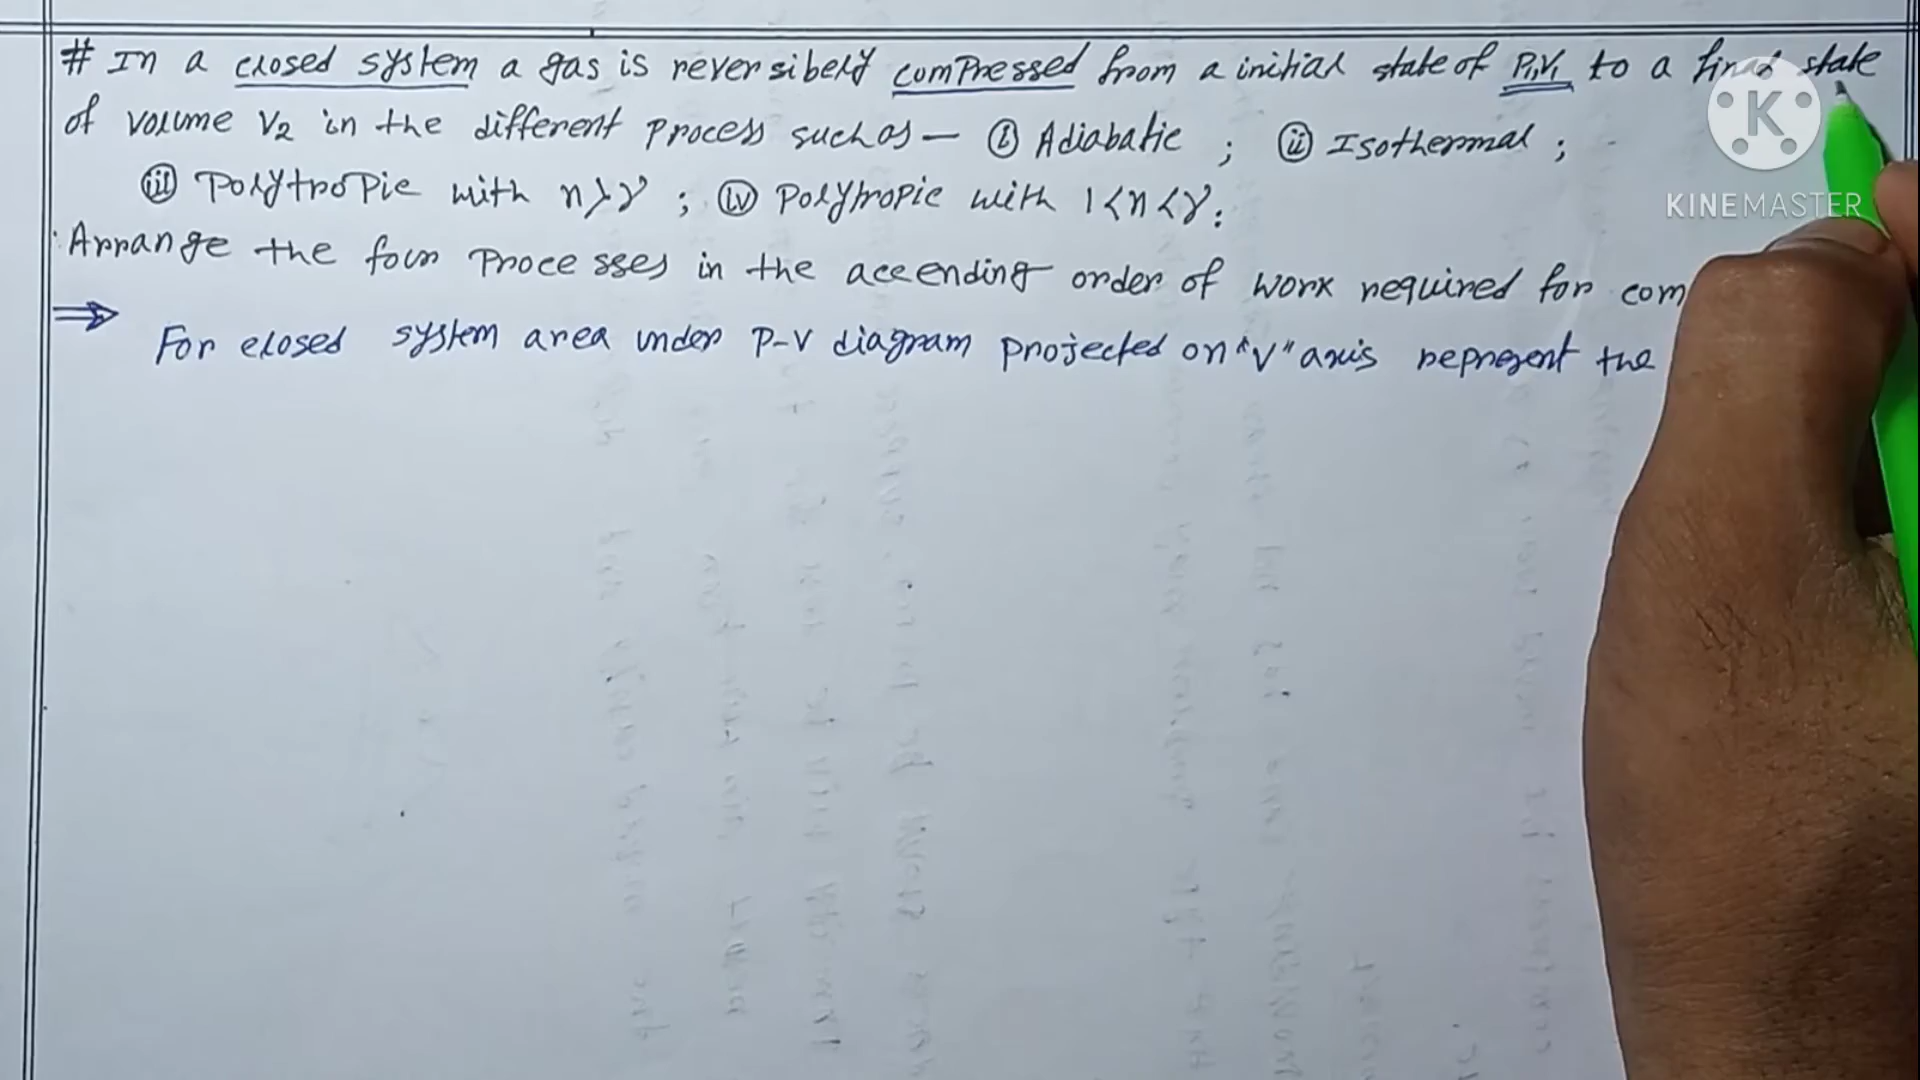 # In a closed system a gas is reversibely compressed from a initial state of P1,V1 to a final state
of volume V2 in the different process such as — (i) Adiabatic ; (ii) Isothermal ;
(iii) Polytropic with n>γ ; (iv) Polytropic with 1<n<γ.
Arrange the four Processes in the accending order of work required for com
⇒ For closed system area under P-V diagram projected on "V" axis represent the
K
KINEMASTER